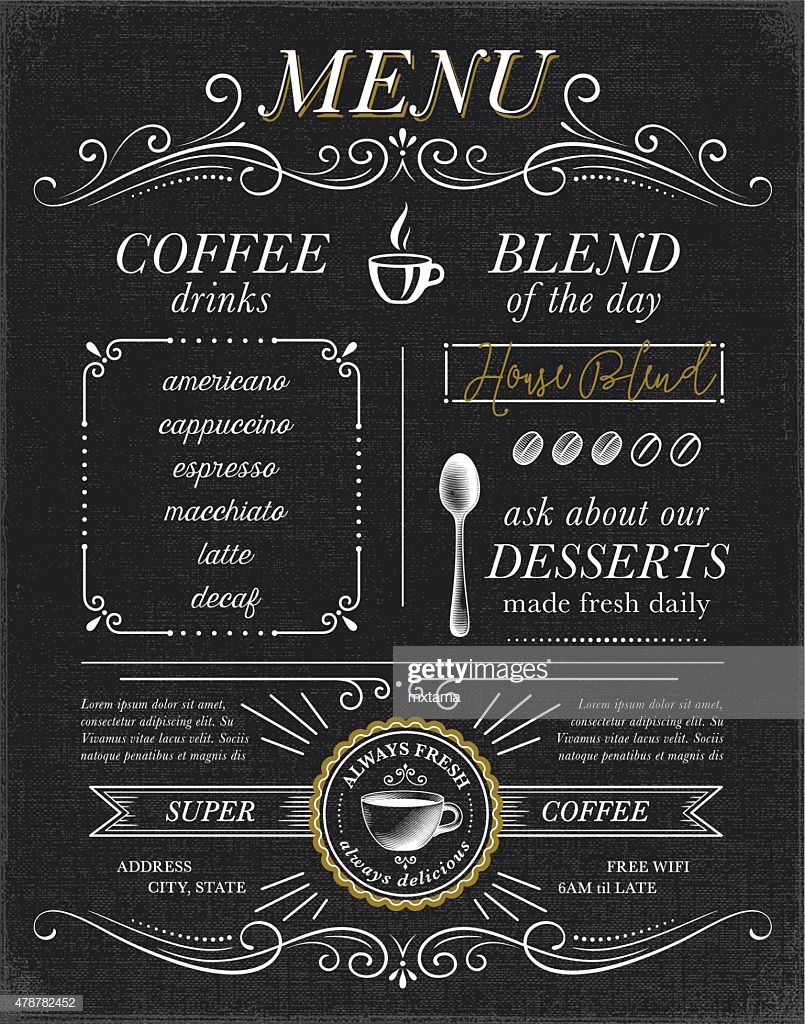 MENU
COFFEE
drinks
americano
cappuccino
espresso
macchiato
latte
decaf
BLEND
of the day
House Blend
ask about our
DESSERTS
made fresh daily
gettyimages®
mxtama
Lorem ipsum dolor sit amet,
consectetur adipiscing elit. Su
Vivamus vitae lacus velit. Sociis
natoque penatibus et magnis dis
Lorem ipsum dolor sit amet,
consectetur adipiscing elit. Su
Vivamus vitae lacus velit. Sociis
natoque penatibus et magnis dis
ALWAYS FRESH
always delicious
SUPER
COFFEE
ADDRESS
CITY, STATE
FREE WIFI
6AM til LATE
478782452